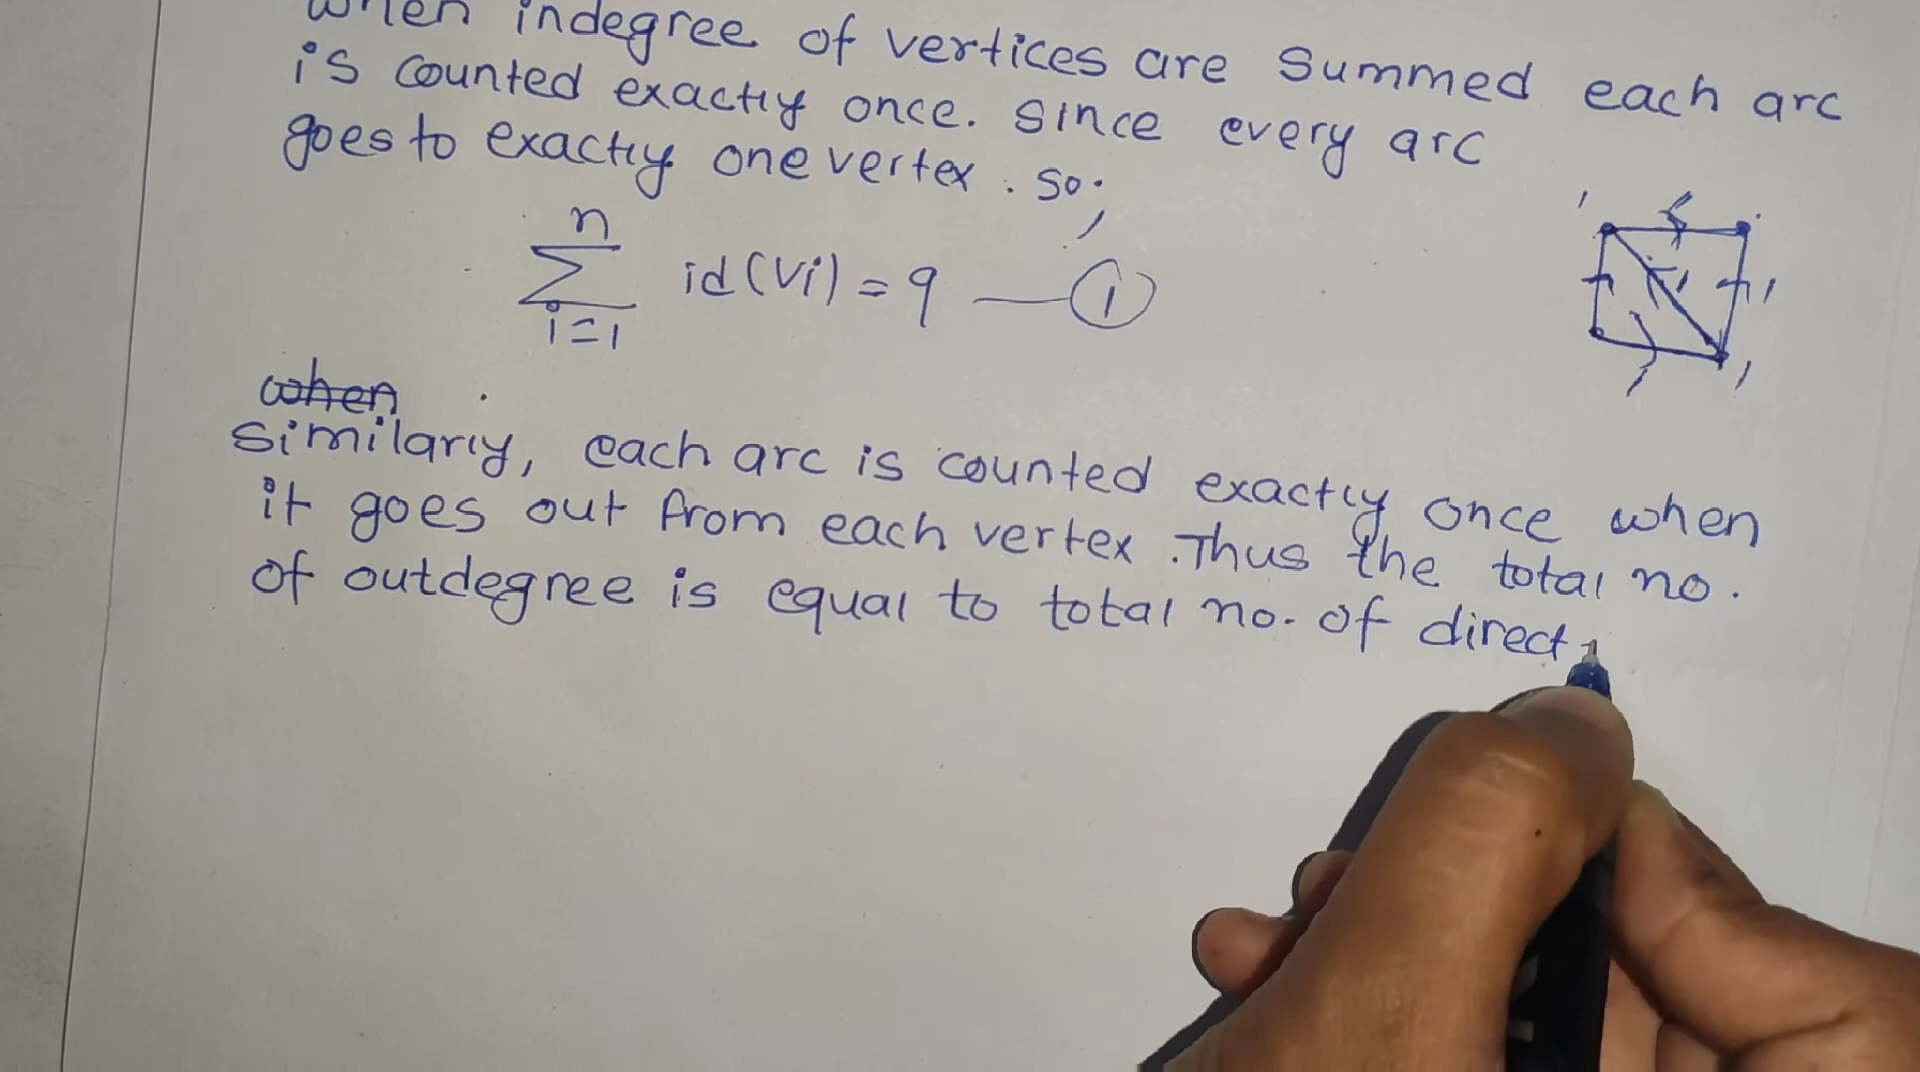 when indegree of vertices are summed each arc
is counted exactly once. since every arc
goes to exactly one vertex. so,
n
∑ id(vi) = q — ①
i=1
when
similarly, each arc is counted exactly once when
it goes out from each vertex. Thus the total no.
of outdegree is equal to total no. of direct